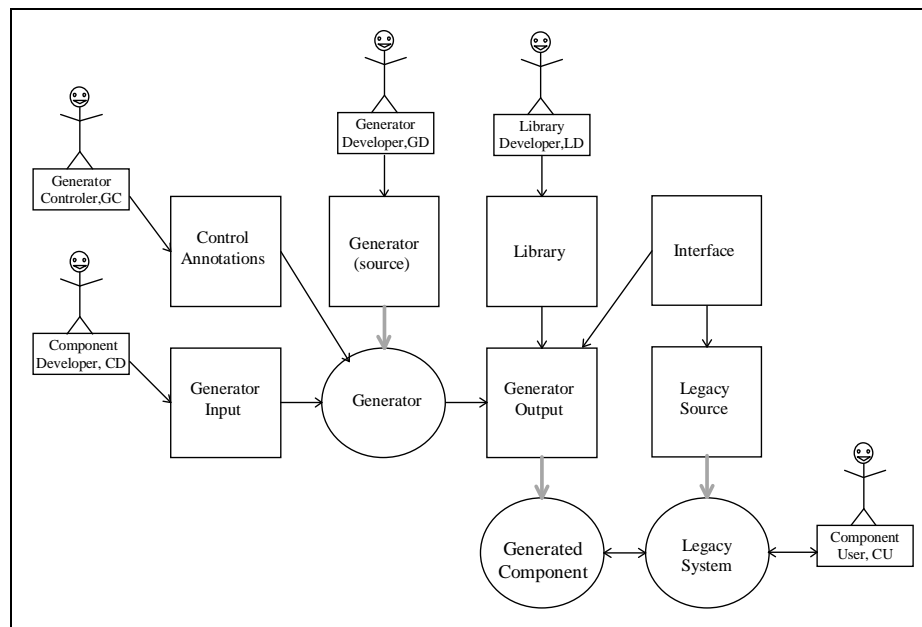 Generator
Developer,GD
Library
Developer,LD
Generator
Controler,GC
Control
Annotations
Generator
(source)
Library
Interface
Component
Developer, CD
Generator
Input
Generator
Generator
Output
Legacy
Source
Generated
Component
Legacy
System
Component
User, CU